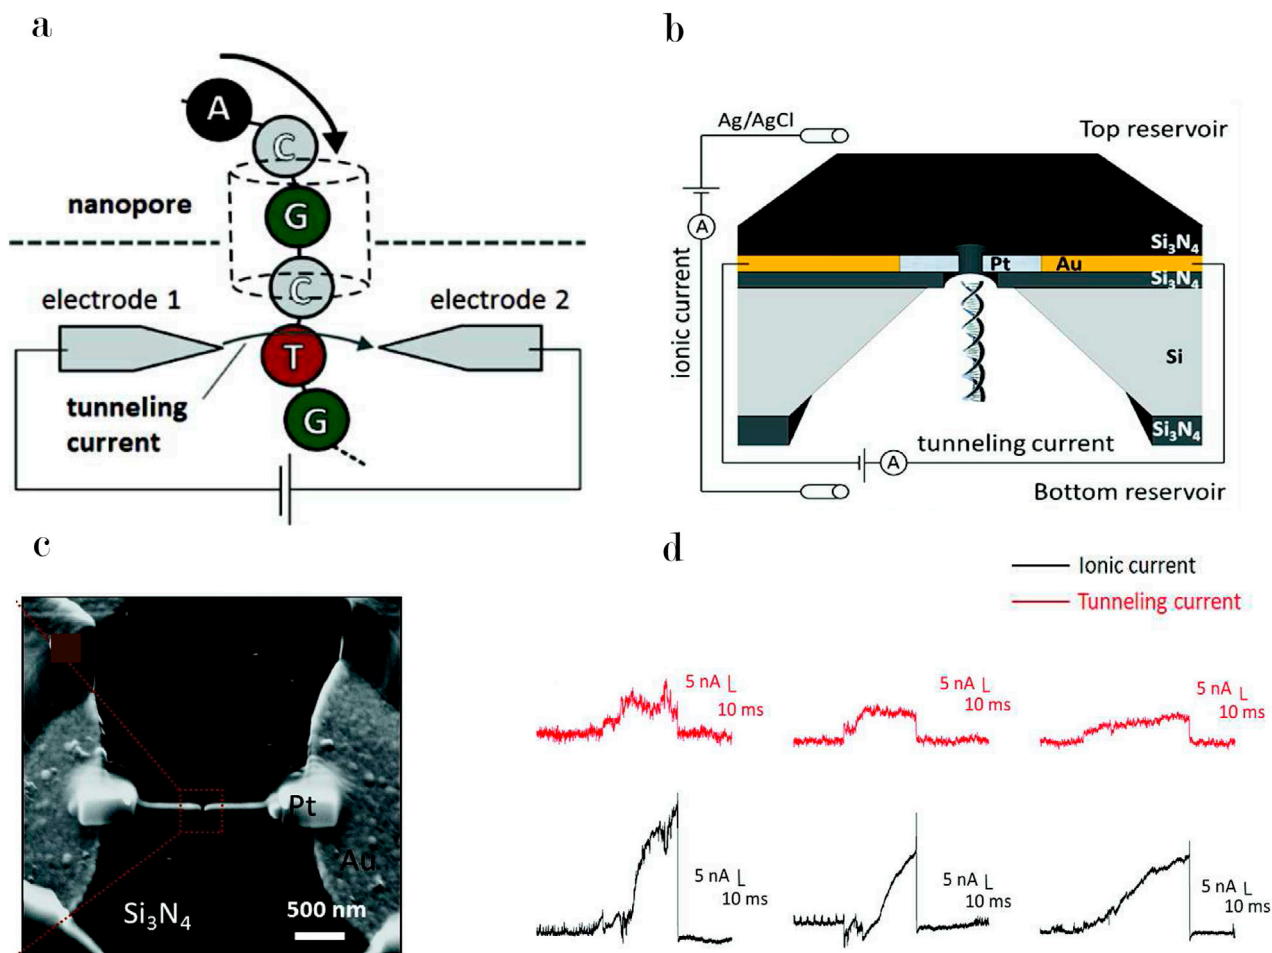 a
A
C
nanopore
G
C
electrode 1
electrode 2
T
tunneling
current
G
b
Ag/AgCl
Top reservoir
A
ionic current
Si₃N₄
Pt
Au
Si₃N₄
Si
Si₃N₄
tunneling current
A
Bottom reservoir
c
Pt
Au
Si₃N₄
500 nm
d
Ionic current
Tunneling current
5 nA
10 ms
5 nA
10 ms
5 nA
10 ms
5 nA
10 ms
5 nA
10 ms
5 nA
10 ms